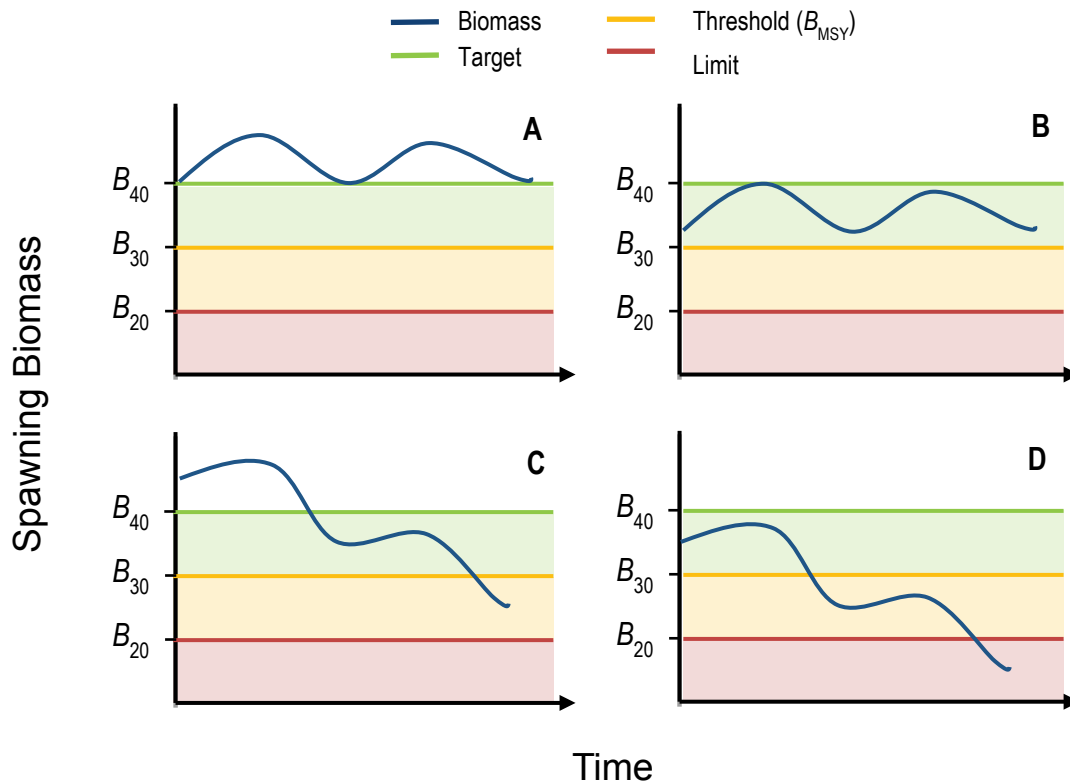 Biomass
Threshold (BMSY)
Target
Limit
Spawning Biomass
A
B40
B30
B20
B
B40
B30
B20
C
B40
B30
B20
D
B40
B30
B20
Time